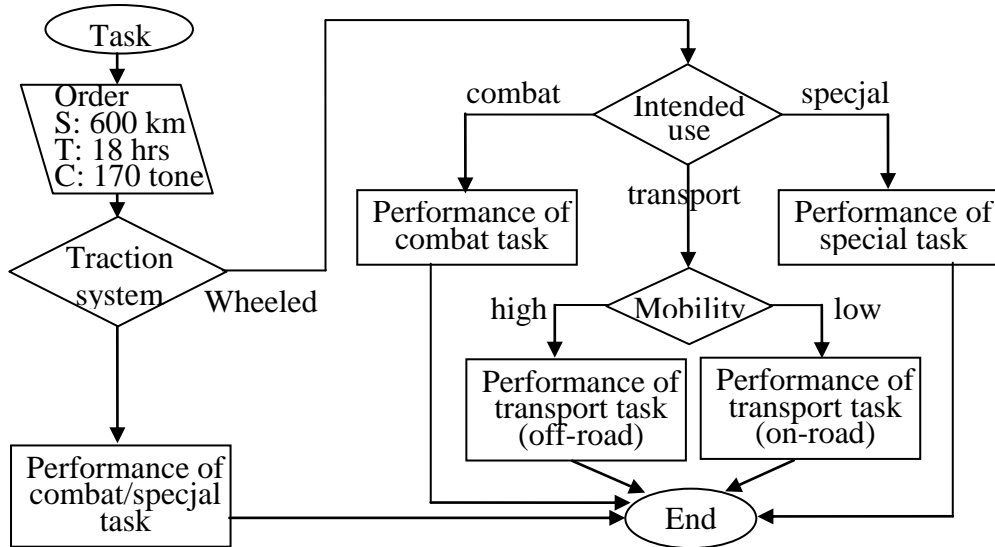 Task
Order
S: 600 km
T: 18 hrs
C: 170 tone
Traction
system
Wheeled
Performance of
combat/specjal
task
combat
Intended
use
specjal
transport
Performance of
combat task
Performance of
special task
high
Mobility
low
Performance of
transport task
(off-road)
Performance of
transport task
(on-road)
End